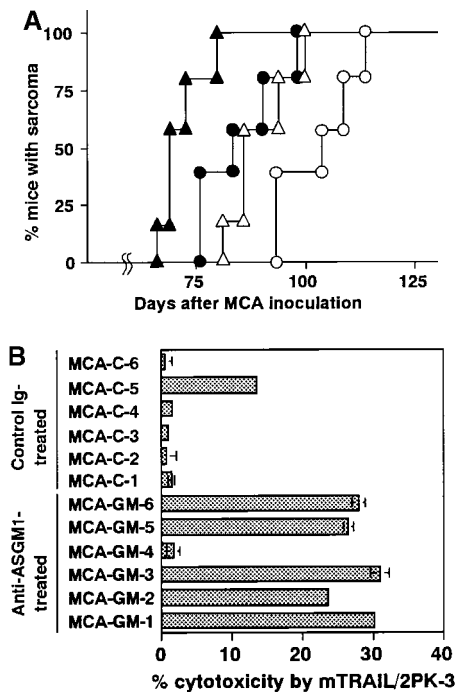 A
100
75
50
25
0
% mice with sarcoma
75
100
125
Days after MCA inoculation
B
Control Ig-
treated
MCA-C-6
MCA-C-5
MCA-C-4
MCA-C-3
MCA-C-2
MCA-C-1
Anti-ASGM1-
treated
MCA-GM-6
MCA-GM-5
MCA-GM-4
MCA-GM-3
MCA-GM-2
MCA-GM-1
0
10
20
30
40
% cytotoxicity by mTRAIL/2PK-3